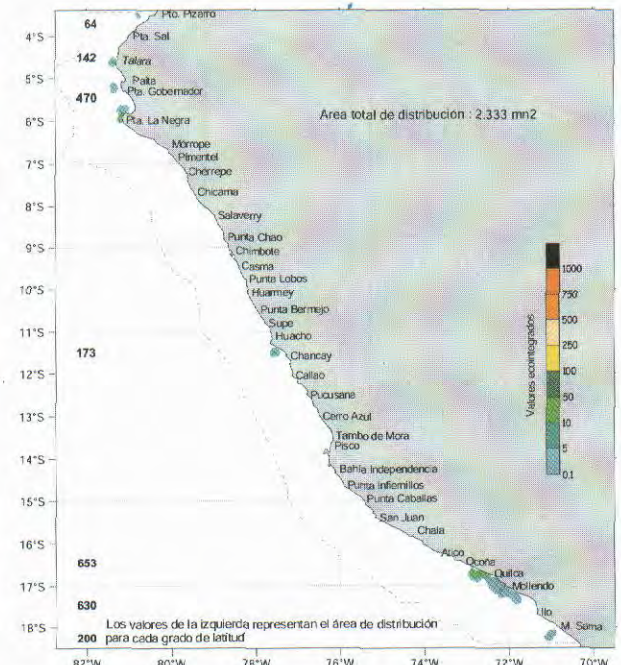 64
Pto. Pizarro
4°S
Pta. Sal
142
Talara
5°S
Paita
470
Pta. Gobernador
Area total de distribución : 2.333 mn2
6°S
Pta. La Negra
Mórrope
7°S
Pimentel
Chérrepe
Chicama
8°S
Salaverry
Punta Chao
9°S
Chimbote
Casma
Punta Lobos
10°S
Huarmey
Punta Bermejo
Supe
11°S
Huacho
173
Chancay
12°S
Callao
Pucusana
13°S
Cerro Azul
Tambo de Mora
Pisco
14°S
Bahía Independencia
Punta Infiernillos
15°S
Punta Caballas
San Juan
Chala
16°S
Atico
653
Ocoña
Quilca
17°S
Mollendo
630
Ilo
M. Sama
18°S
Los valores de la izquierda representan el área de distribución
200 para cada grado de latitud
82°W 80°W 78°W 76°W 74°W 72°W 70°W
Valores ecointegrados
1000
750
500
250
100
50
10
5
0.1